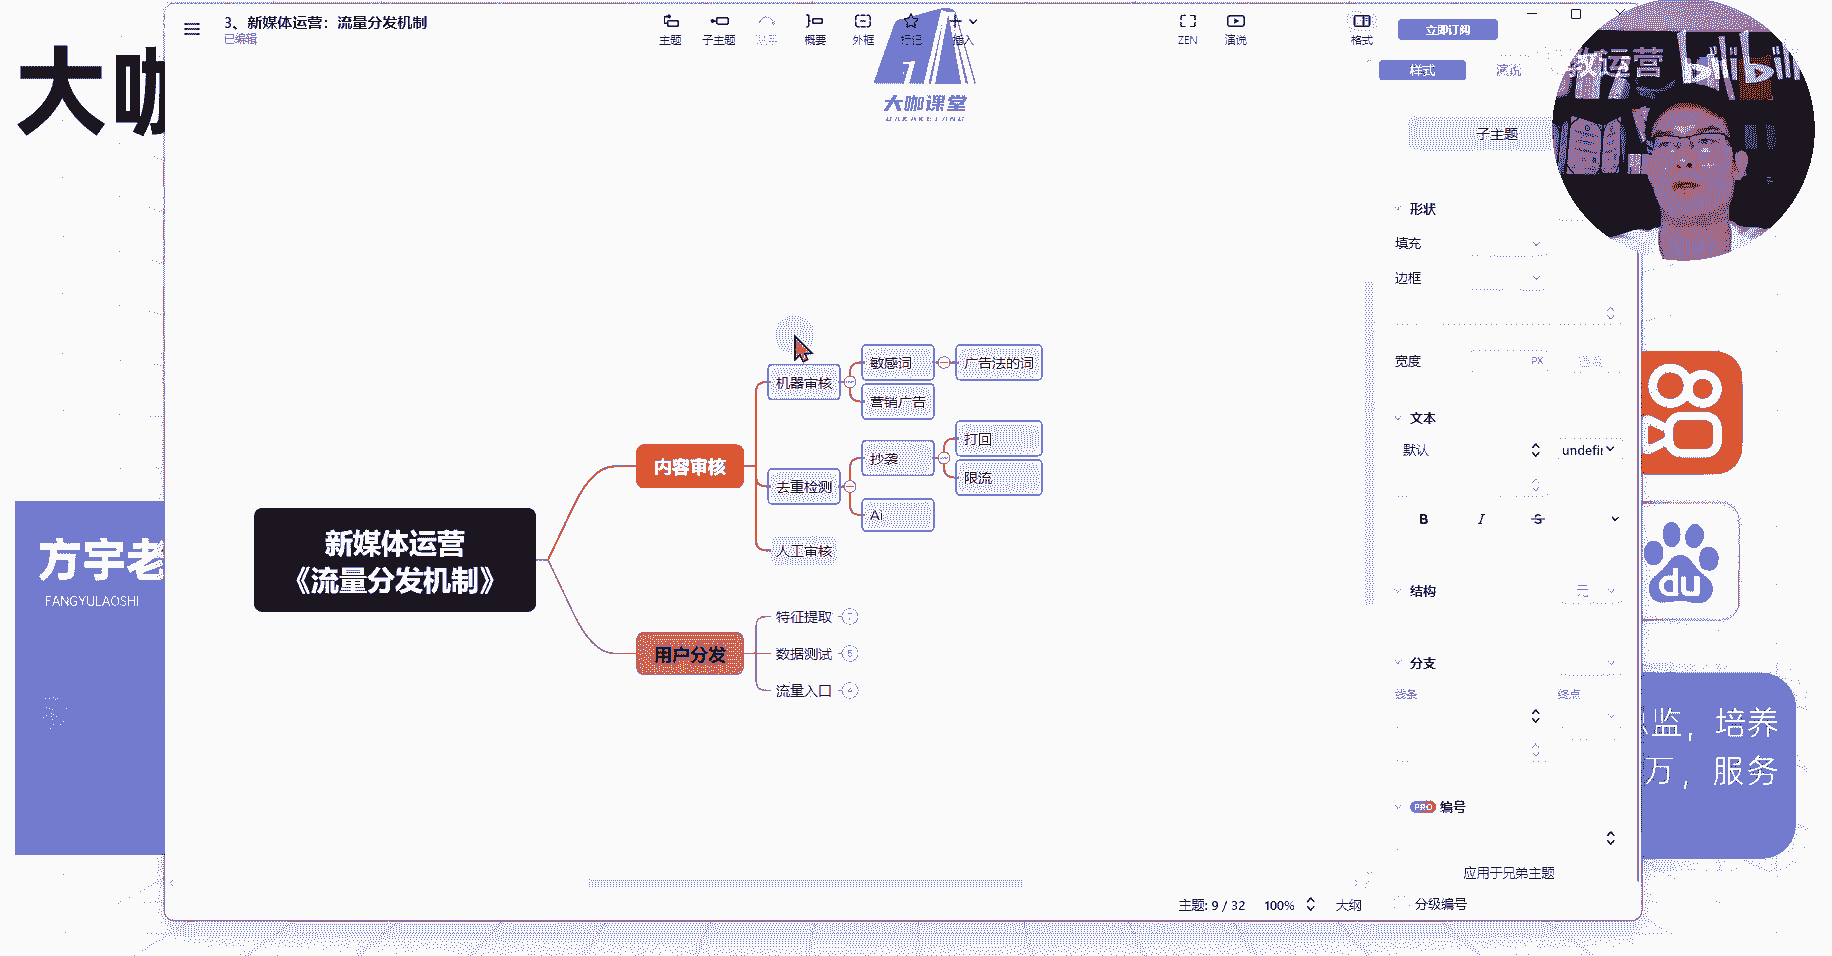 大咖
3、新媒体运营：流量分发机制
已编辑
主题
子主题
概要
外框
标记
插入
ZEN
演说
格式
立即订阅
大咖课堂
DAKAKETANG
样式
演说
教运营
bilibili
子主题
形状
填充
边框
宽度
PX
文本
默认
undefir
B
I
S
结构
无
分支
线条
终点
PRO
编号
应用于兄弟主题
分级编号
新媒体运营
《流量分发机制》
内容审核
机器审核
敏感词
广告法的词
营销广告
去重检测
抄袭
打回
限流
Ai
人工审核
用户分发
特征提取
数据测试
5
流量入口
4
方宇老
FANGYULAOSHI
du
监，培养
万，服务
主题: 9 / 32
100%
大纲